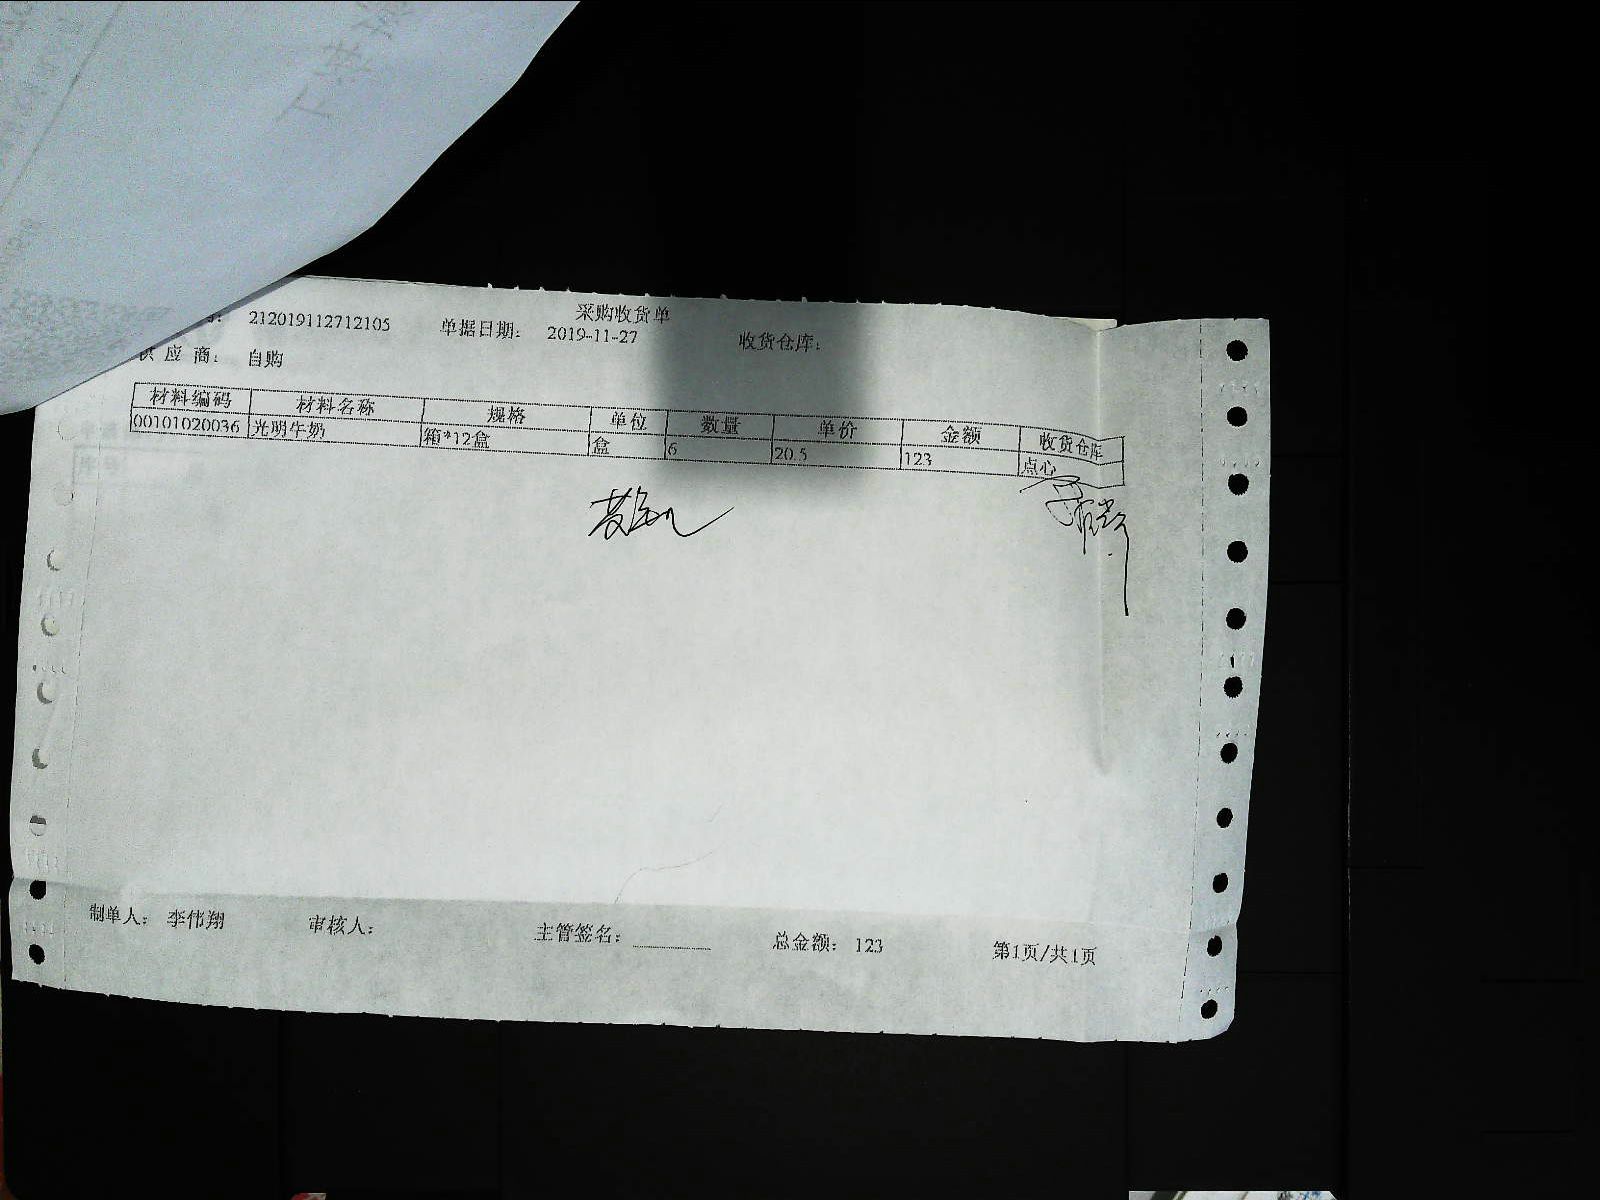 采购收货单
号: 212019112712105 单据日期: 2019-11-27 收货仓库:
供 应 商: 自购
材料编码 材料名称 规格 单位 数量 单价 金额 收货仓库
00101020036 光明牛奶 箱*12盒 盒 6 20.5 123 点心
制单人: 李伟翔 审核人: 主管签名: 总金额: 123 第1页/共1页